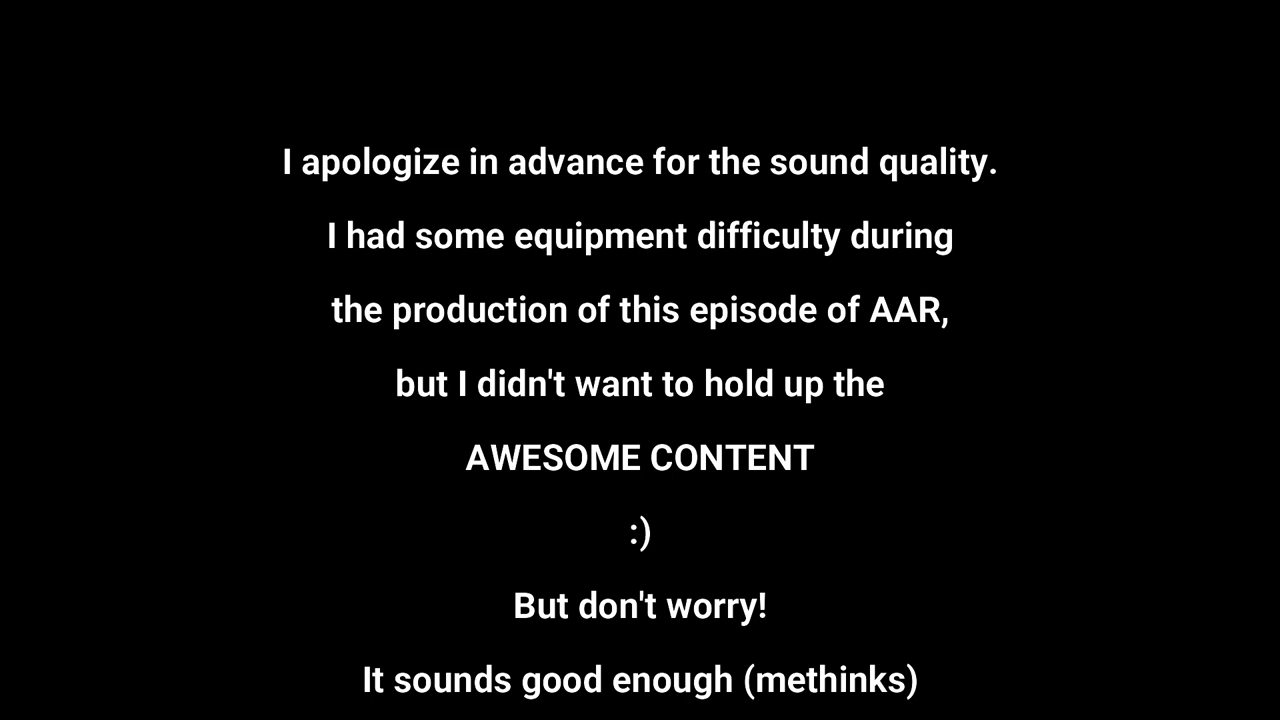 I apologize in advance for the sound quality.
I had some equipment difficulty during
the production of this episode of AAR,
but I didn't want to hold up the
AWESOME CONTENT
:)
But don't worry!
It sounds good enough (methinks)